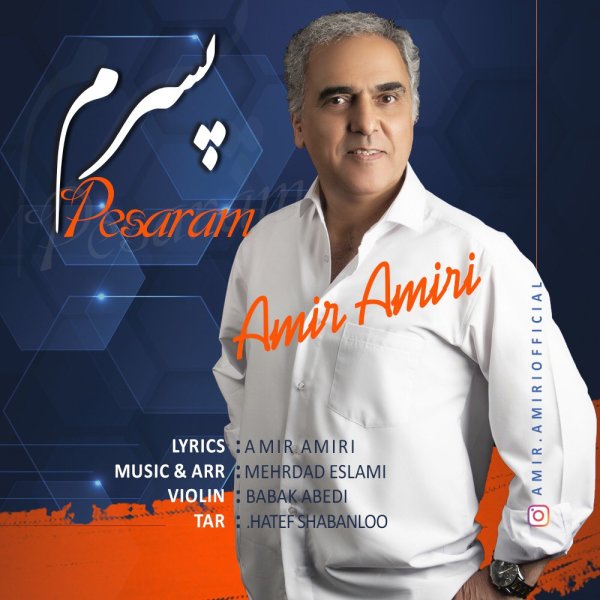 پسرم
Pesaram
Amir Amiri
LYRICS : AMIR AMIRI
MUSIC & ARR : MEHRDAD ESLAMI
VIOLIN : BABAK ABEDI
TAR : .HATEF SHABANLOO
AMIR.AMIRIOFFICIAL